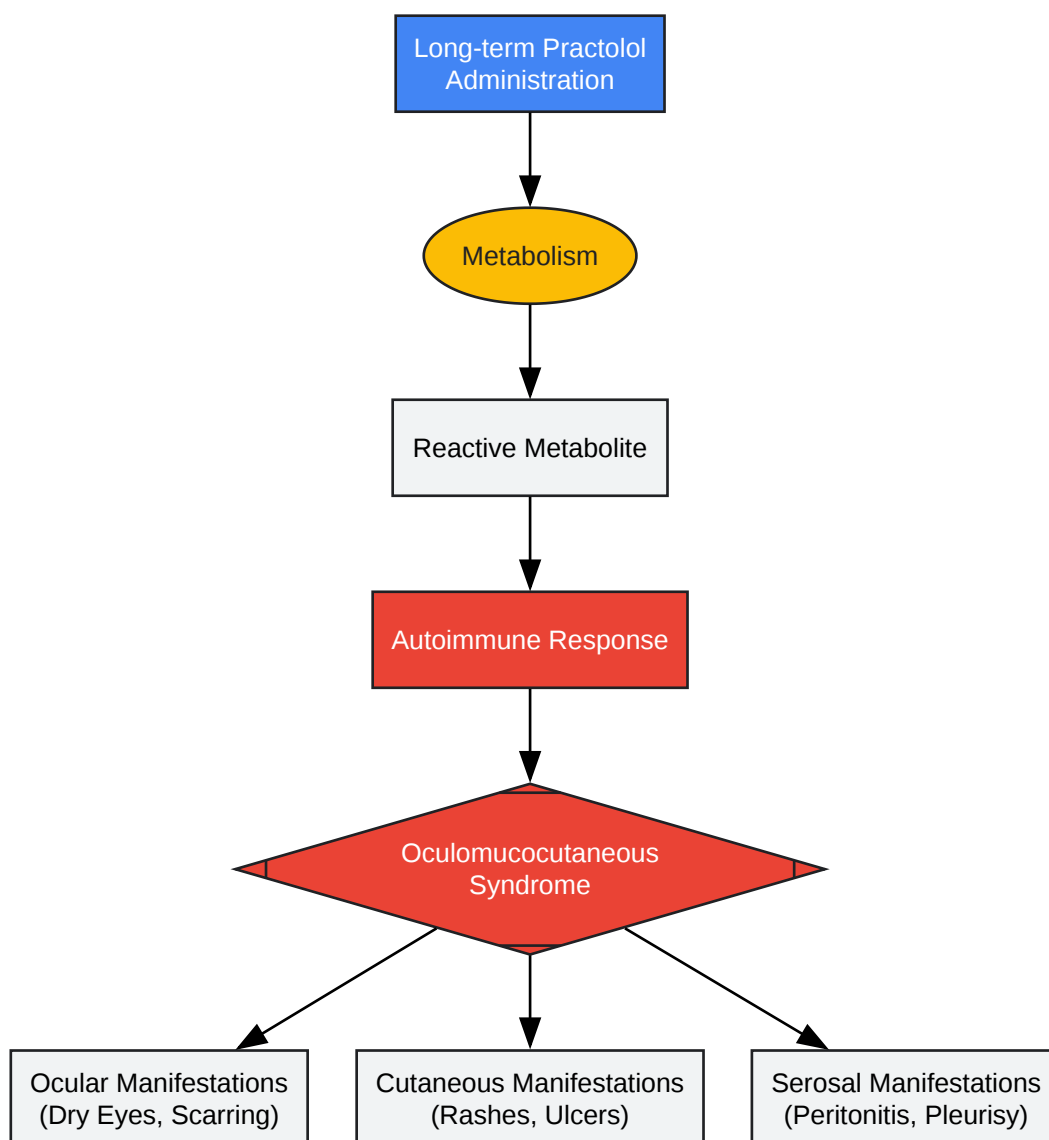 Long-term Practolol
Administration
Metabolism
Reactive Metabolite
Autoimmune Response
Oculomucocutaneous
Syndrome
Ocular Manifestations
(Dry Eyes, Scarring)
Cutaneous Manifestations
(Rashes, Ulcers)
Serosal Manifestations
(Peritonitis, Pleurisy)